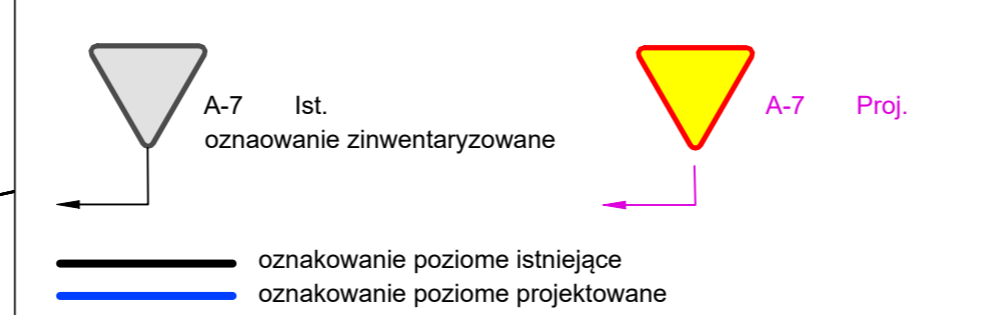 A-7 Ist.
oznaowanie zinwentaryzowane
A-7 Proj.
oznakowanie poziome istniejące
oznakowanie poziome projektowane